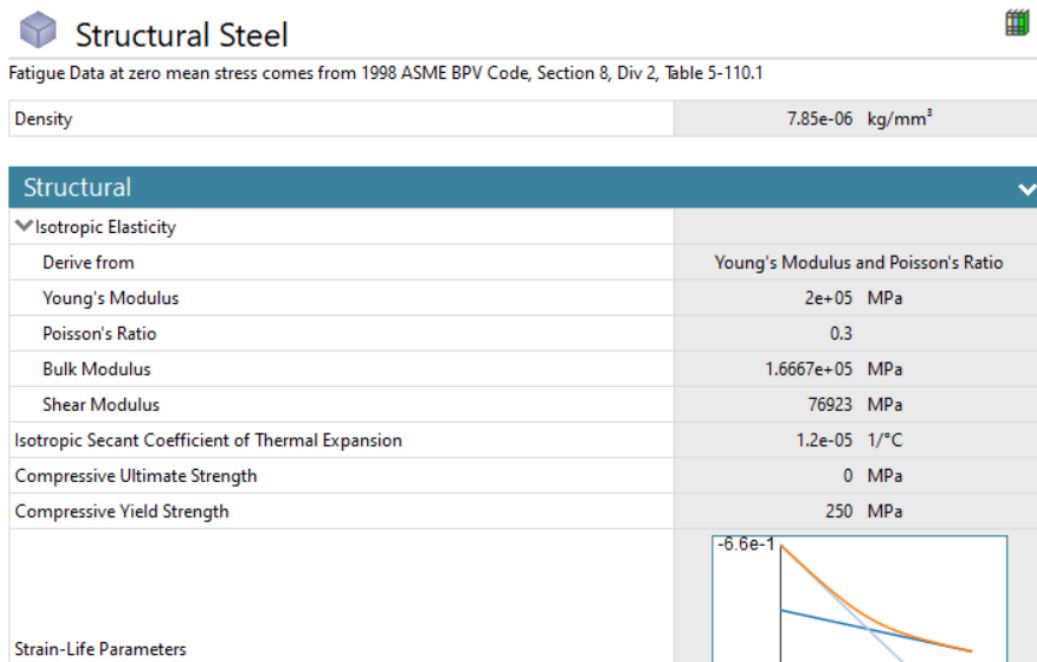 Structural Steel
Fatigue Data at zero mean stress comes from 1998 ASME BPV Code, Section 8, Div 2, Table 5-110.1
Density 7.85e-06 kg/mm³
Structural
Isotropic Elasticity
Derive from Young's Modulus and Poisson's Ratio
Young's Modulus 2e+05 MPa
Poisson's Ratio 0.3
Bulk Modulus 1.6667e+05 MPa
Shear Modulus 76923 MPa
Isotropic Secant Coefficient of Thermal Expansion 1.2e-05 1/°C
Compressive Ultimate Strength 0 MPa
Compressive Yield Strength 250 MPa
-6.6e-1
Strain-Life Parameters